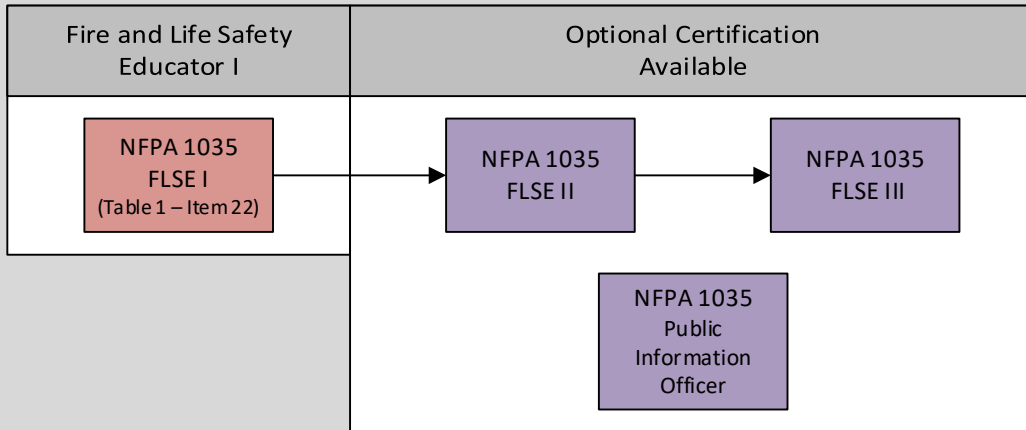 Fire and Life Safety
Educator I
Optional Certification
Available
NFPA 1035
FLSE I
(Table 1 – Item 22)
NFPA 1035
FLSE II
NFPA 1035
FLSE III
NFPA 1035
Public
Information
Officer